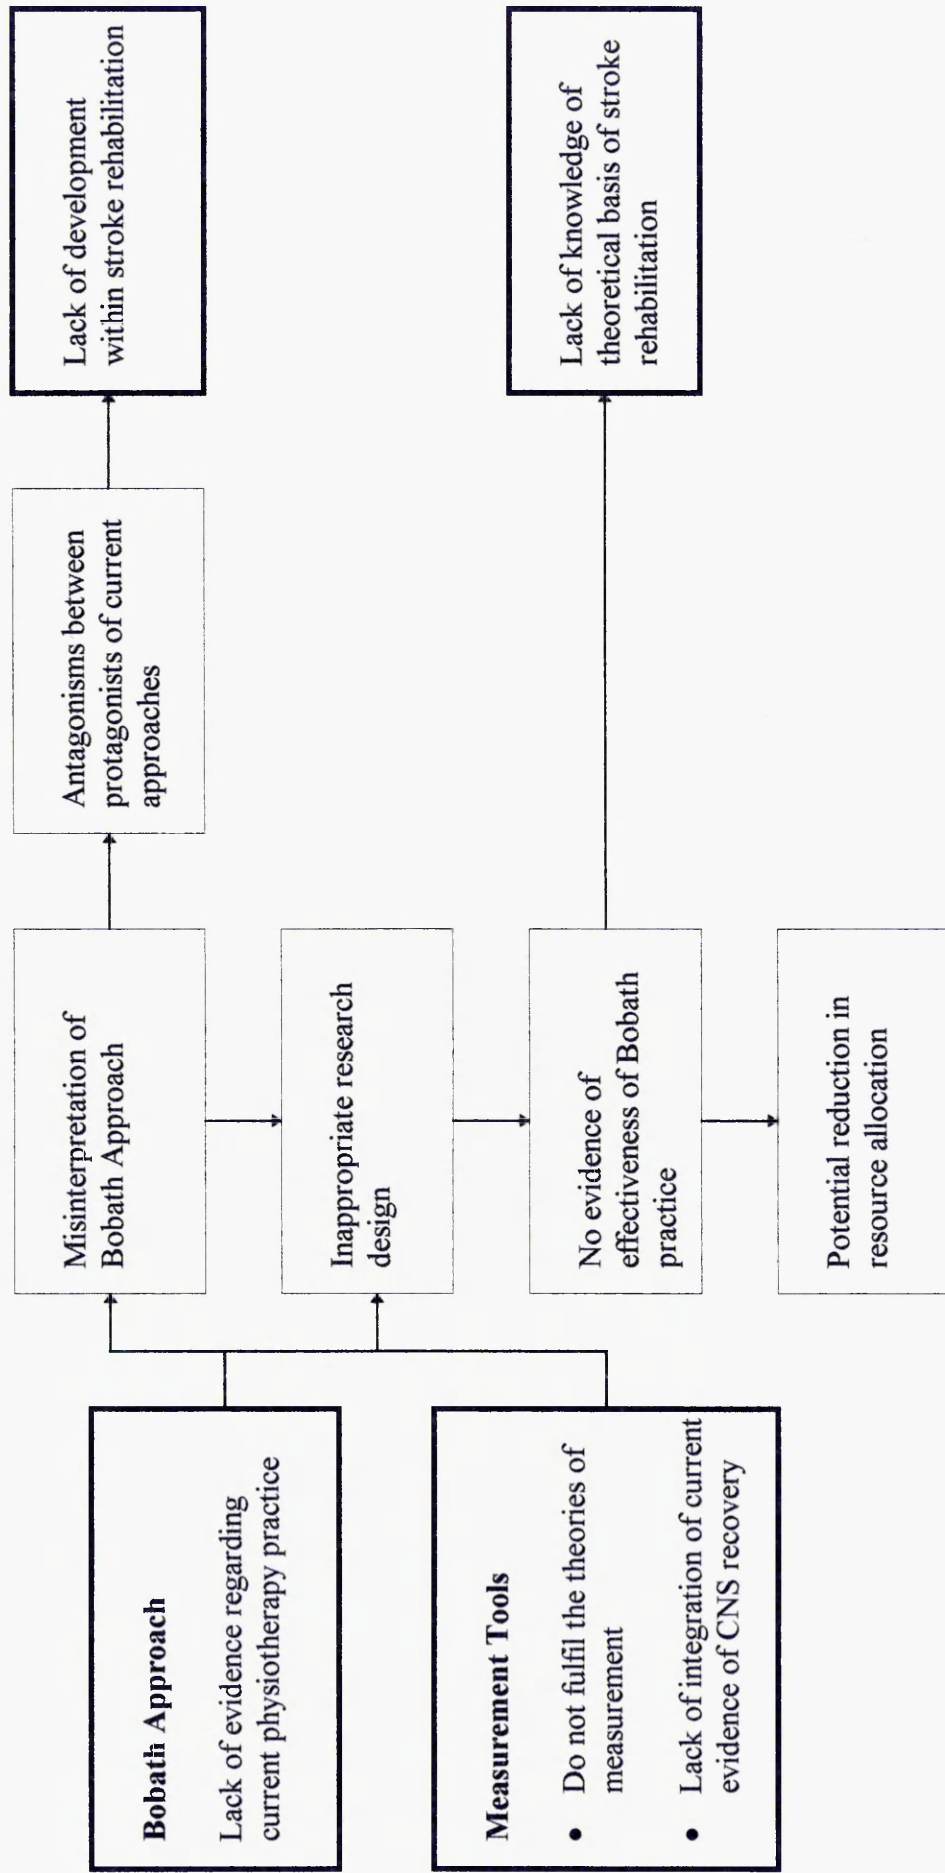 Bobath Approach
Lack of evidence regarding
current physiotherapy practice
Measurement Tools
• Do not fulfil the theories of
measurement
• Lack of integration of current
evidence of CNS recovery
Misinterpretation of
Bobath Approach
Inappropriate research
design
No evidence of
effectiveness of Bobath
practice
Potential reduction in
resource allocation
Antagonisms between
protagonists of current
approaches
Lack of development
within stroke rehabilitation
Lack of knowledge of
theoretical basis of stroke
rehabilitation